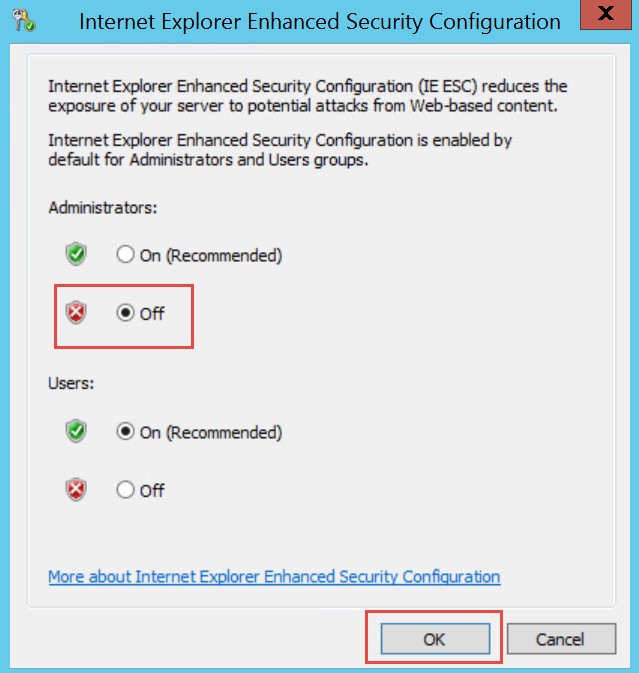 Internet Explorer Enhanced Security Configuration
X
Internet Explorer Enhanced Security Configuration (IE ESC) reduces the
exposure of your server to potential attacks from Web-based content.
Internet Explorer Enhanced Security Configuration is enabled by
default for Administrators and Users groups.
Administrators:
On (Recommended)
Off
Users:
On (Recommended)
Off
More about Internet Explorer Enhanced Security Configuration
OK Cancel